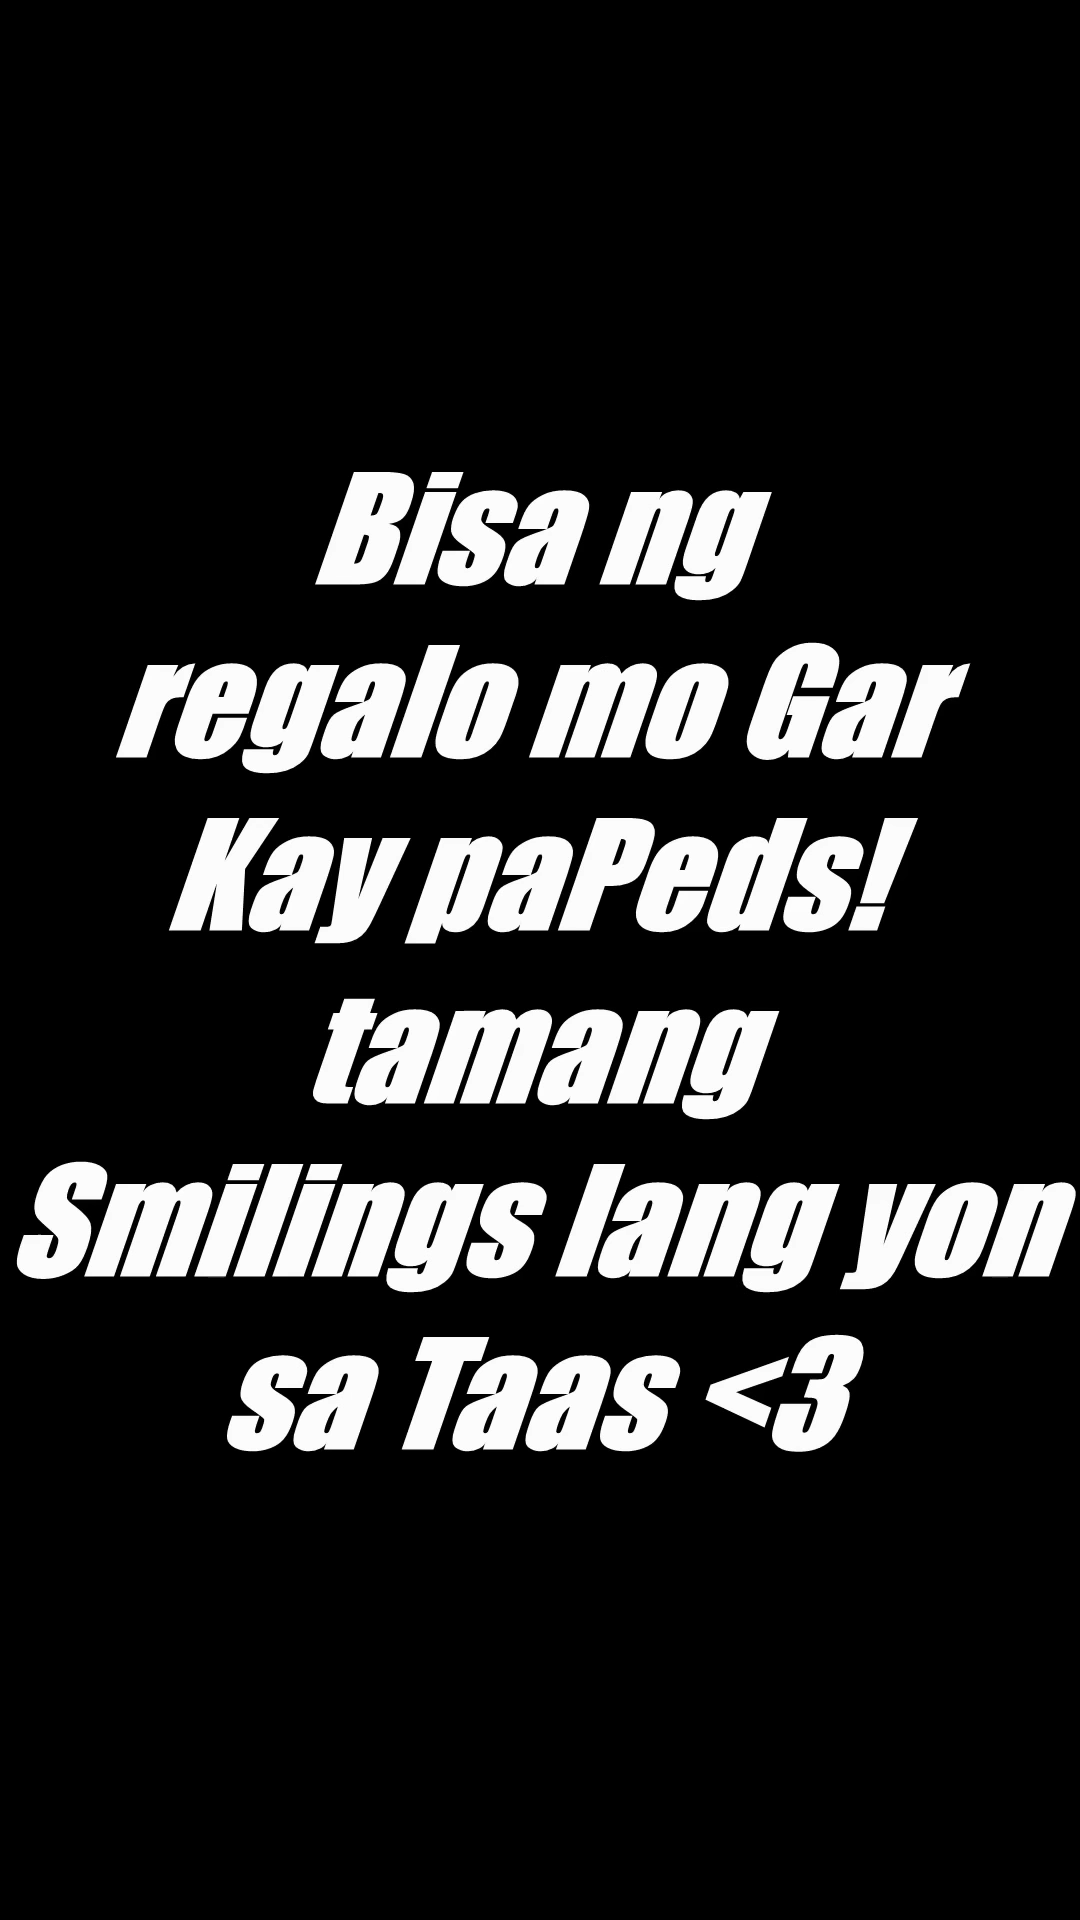 Bisa ng
regalo mo Gar
Kay paPeds!
tamang
Smilings lang yon
sa Taas <3